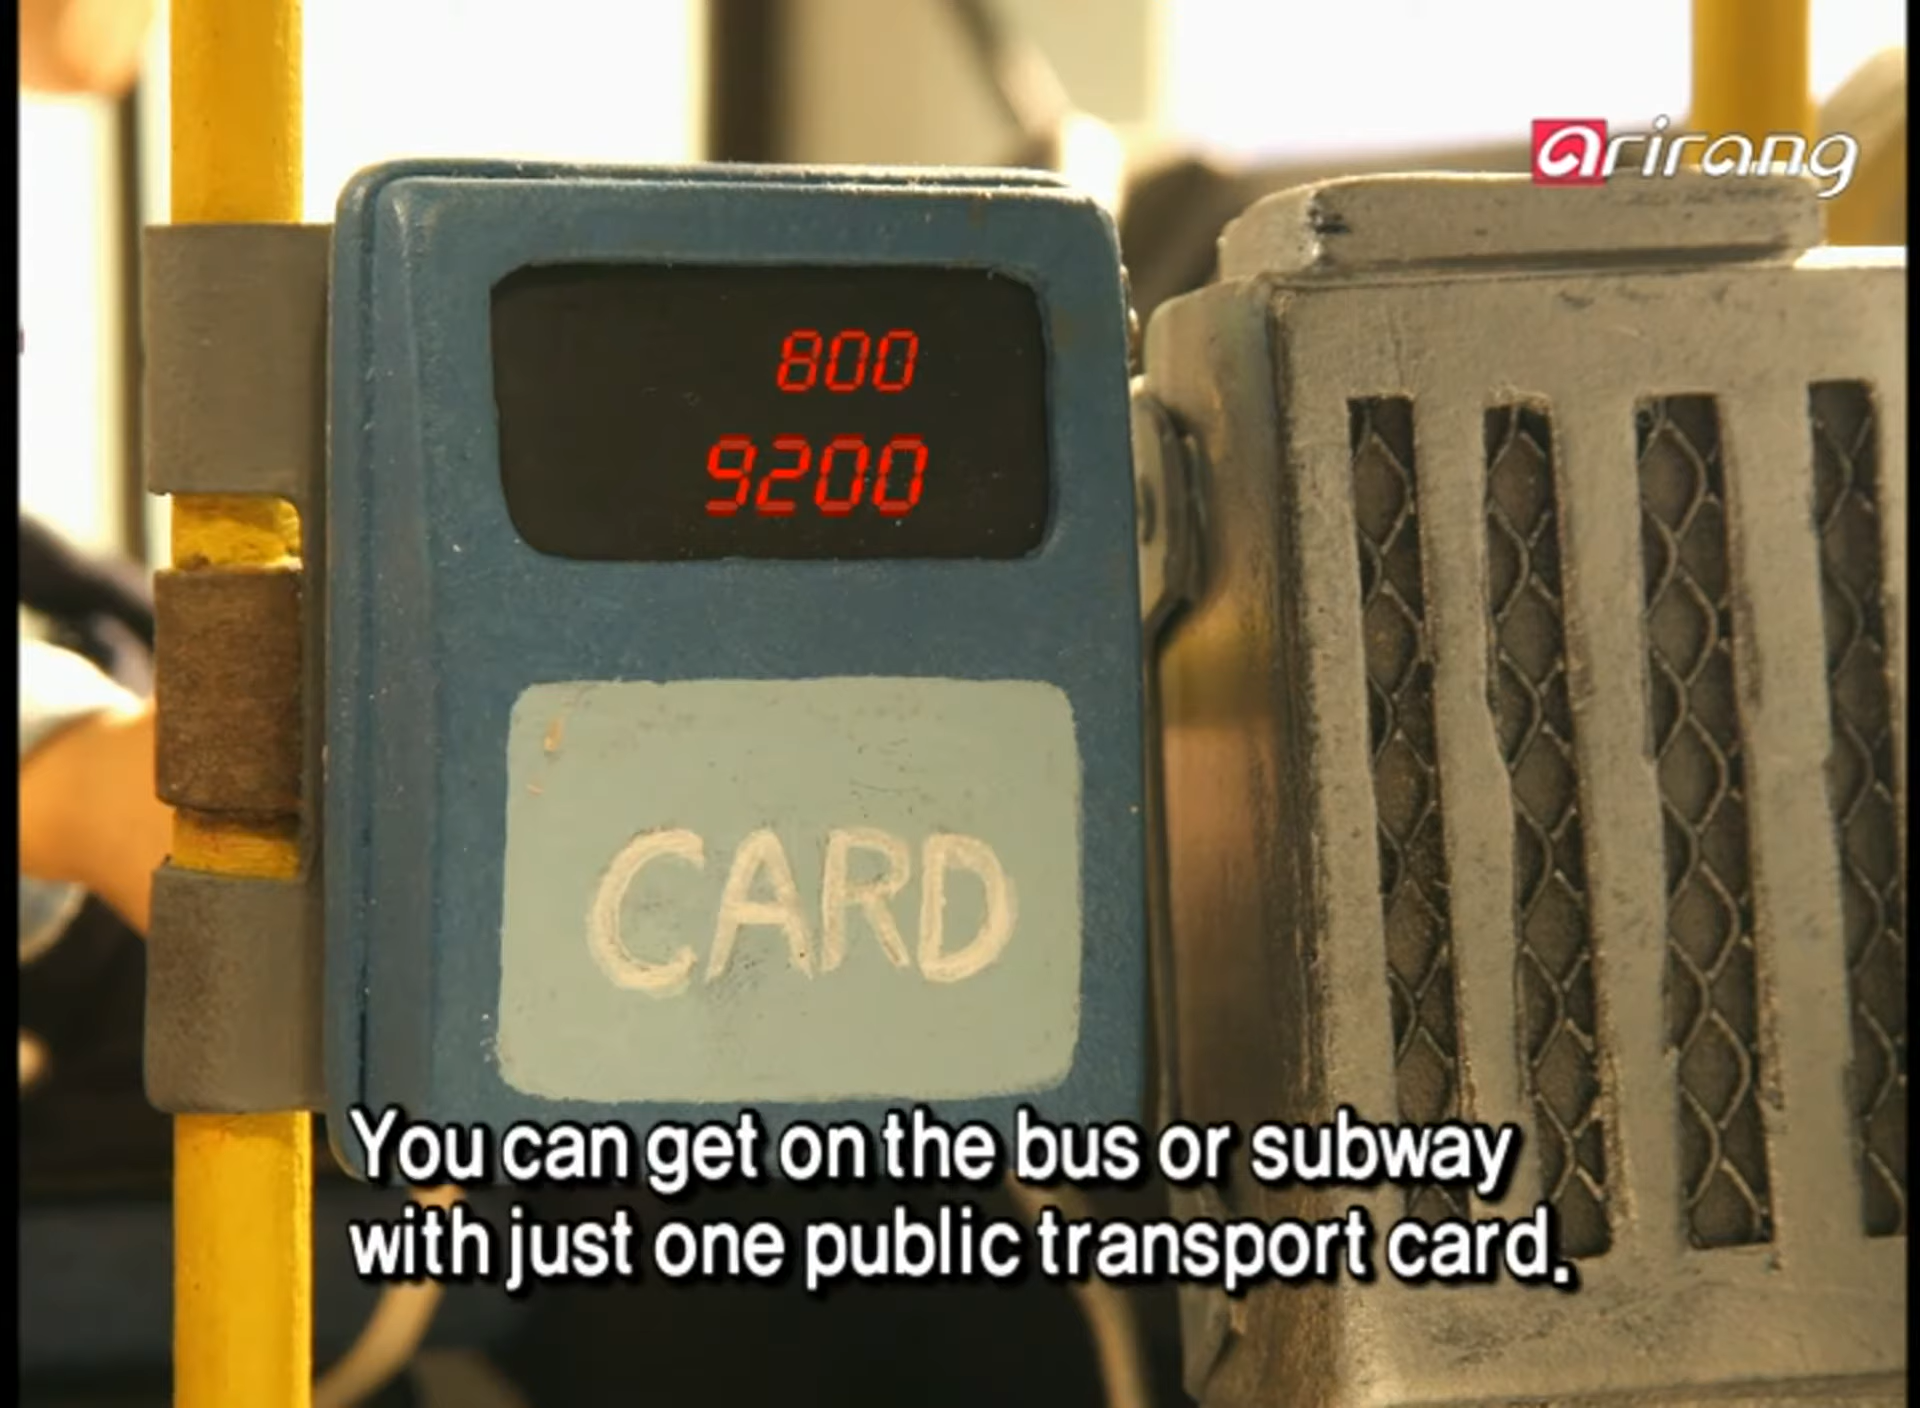 arirang
800
9200
CARD
You can get on the bus or subway
with just one public transport card.